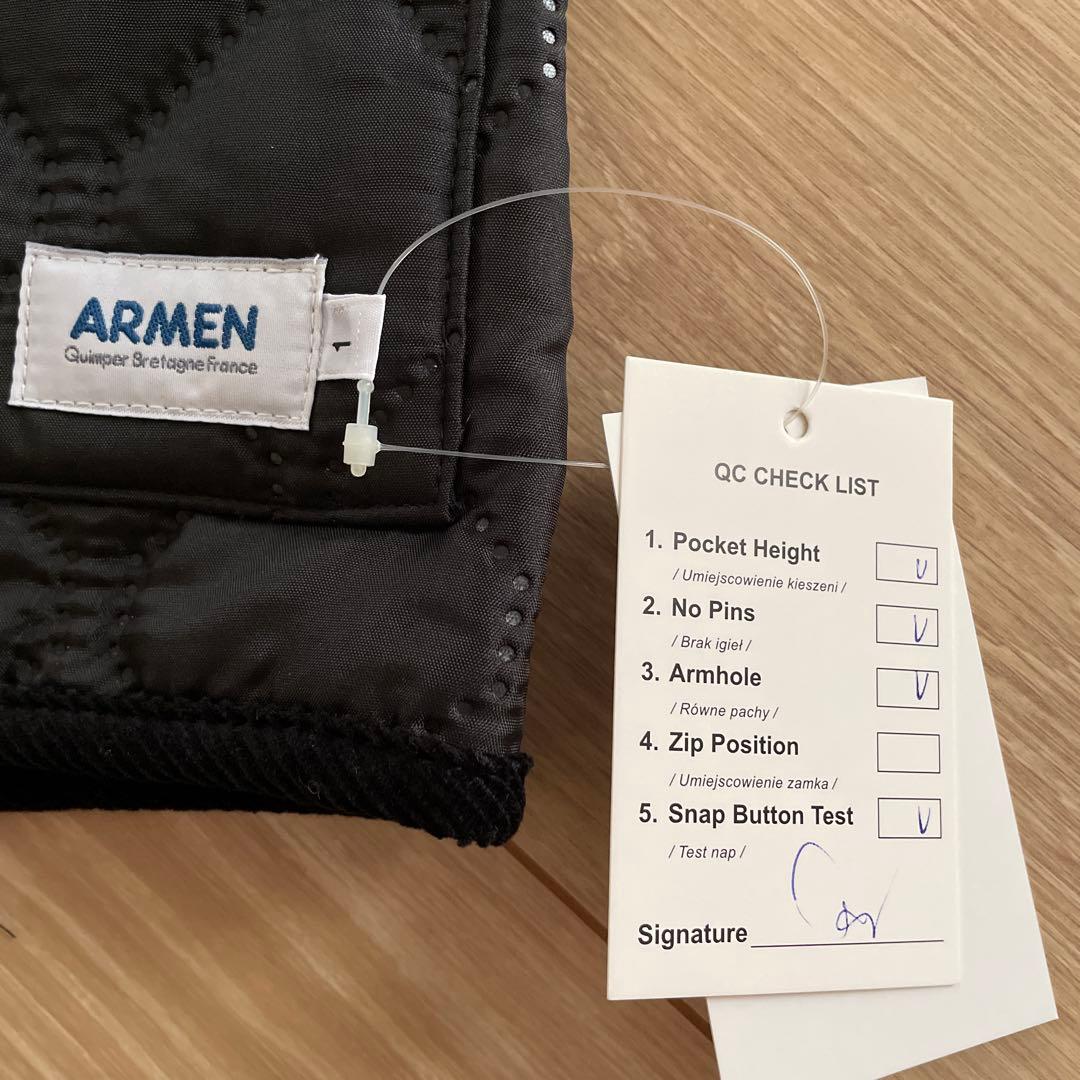 ARMEN
Quimper Bretagne France
1
QC CHECK LIST
1. Pocket Height V
/ Umiejscowienie kieszeni /
2. No Pins V
/ Brak igieł /
3. Armhole V
/ Równe pachy /
4. Zip Position
/ Umiejscowienie zamka /
5. Snap Button Test V
/ Test nap /
Signature